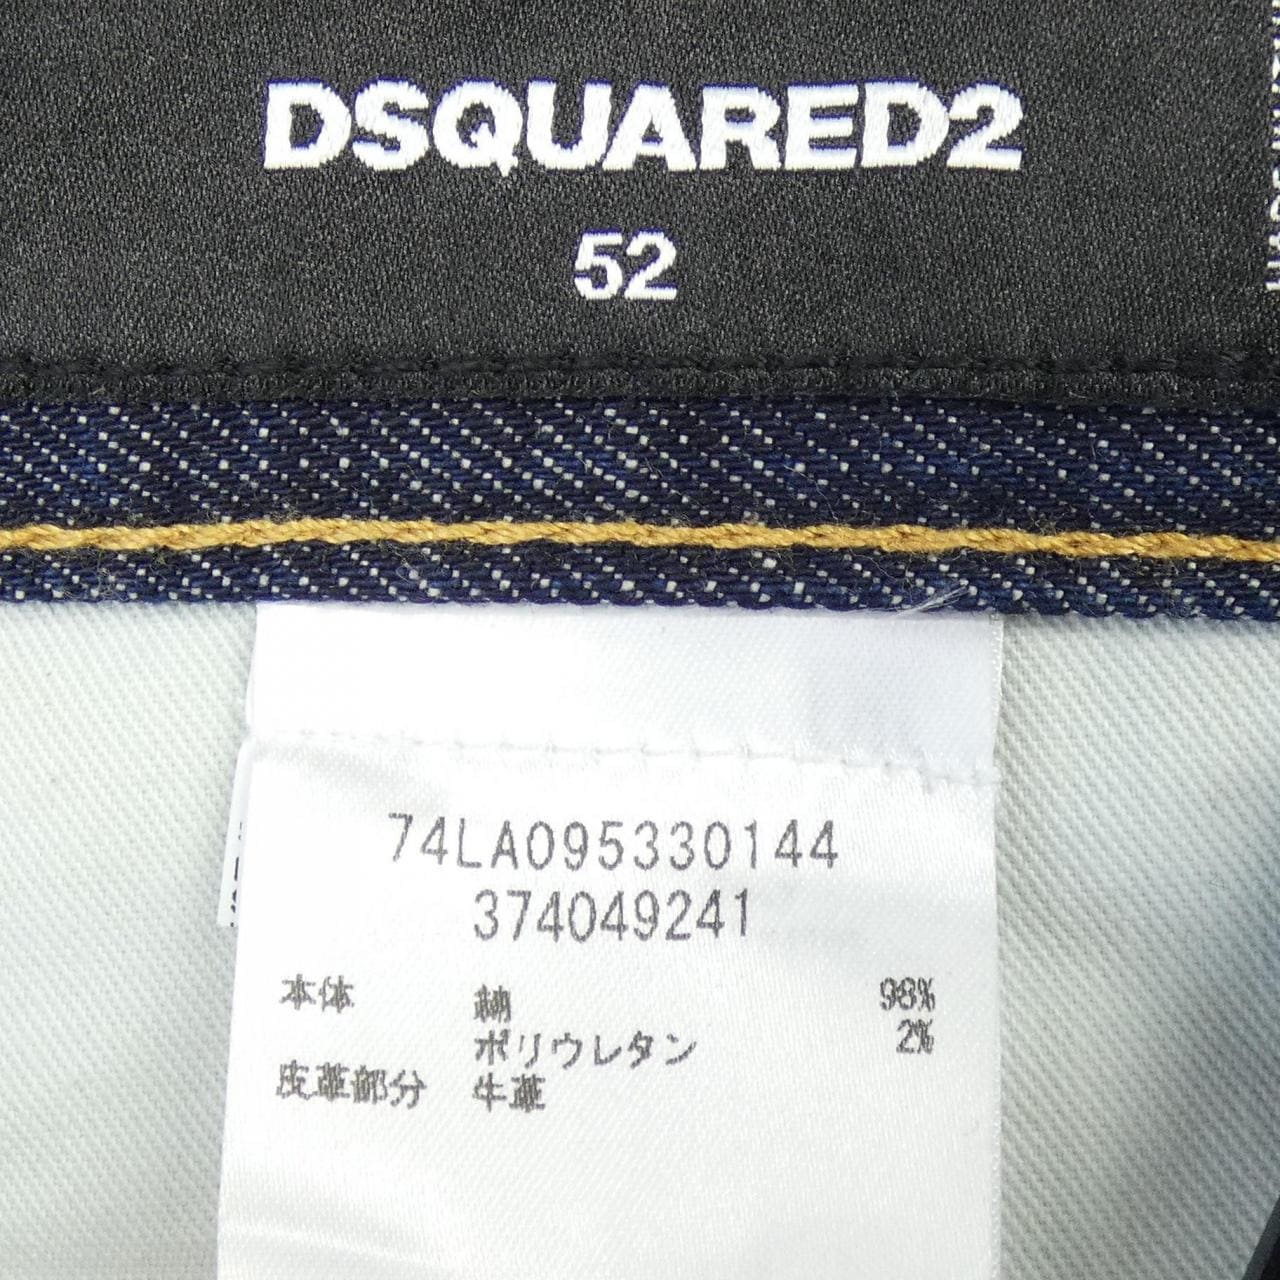 DSQUARED2
52
74LA095330144
374049241
本体 綿 98%
ポリウレタン 2%
皮革部分 牛革